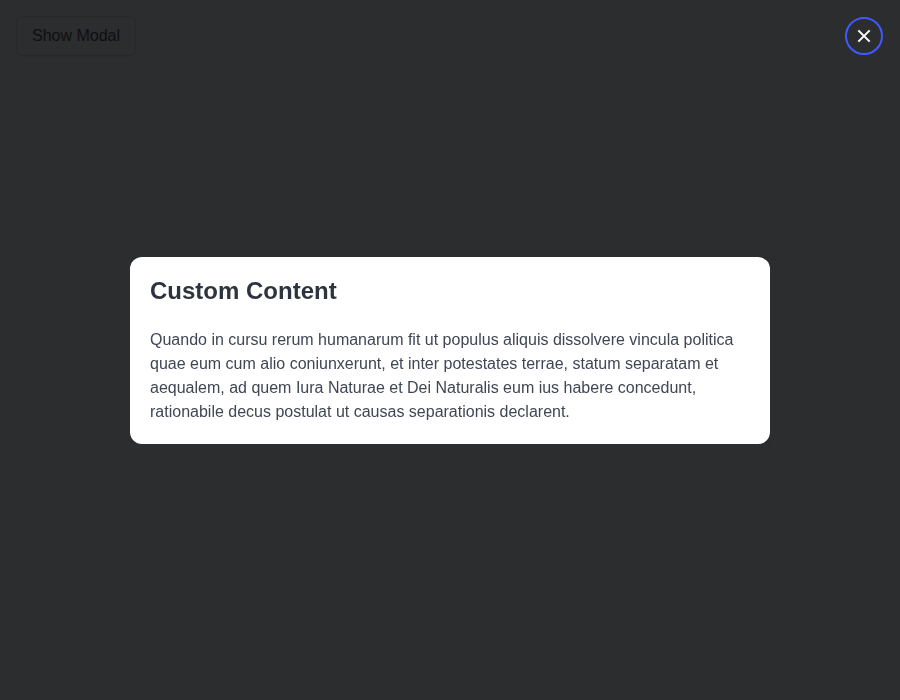 Show Modal
Custom Content
Quando in cursu rerum humanarum fit ut populus aliquis dissolvere vincula politica
quae eum cum alio coniunxerunt, et inter potestates terrae, statum separatam et
aequalem, ad quem Iura Naturae et Dei Naturalis eum ius habere concedunt,
rationabile decus postulat ut causas separationis declarent.